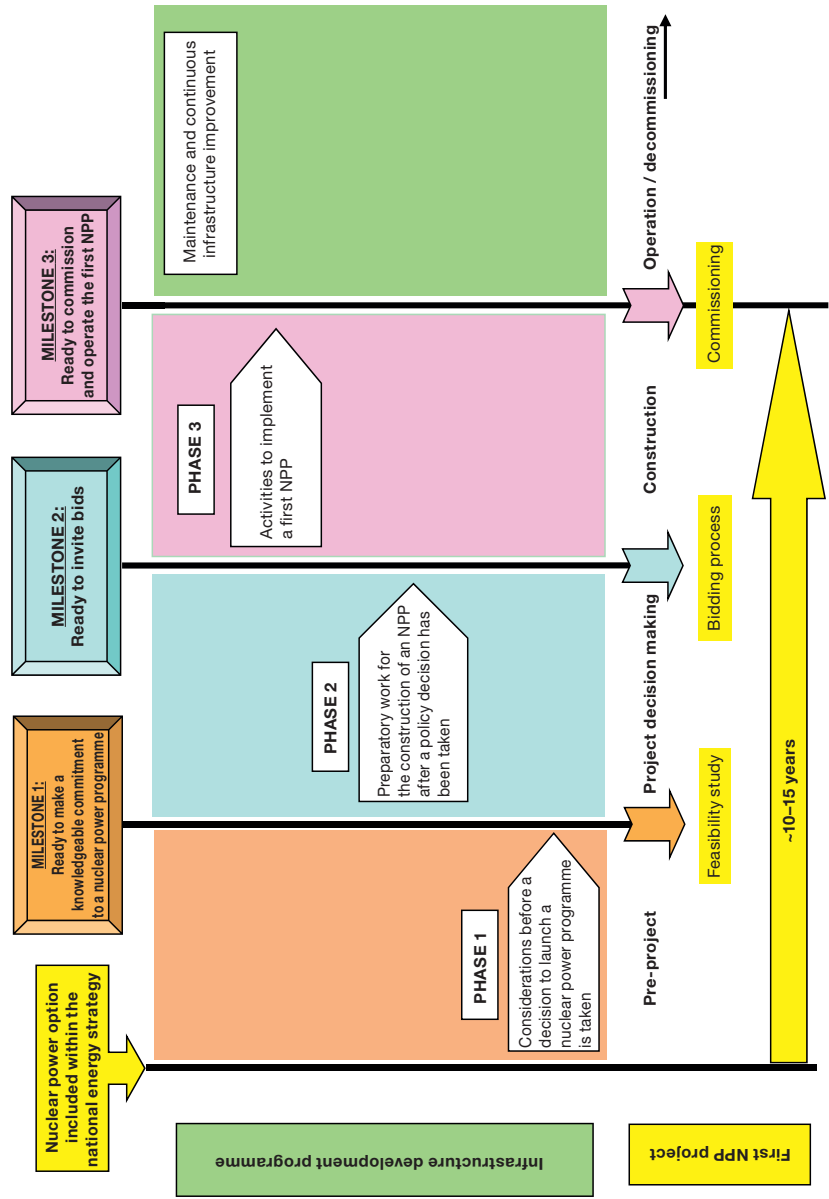 Nuclear power option
included within the
national energy strategy
MILESTONE 1:
Ready to make a
knowledgeable commitment
to a nuclear power programme
MILESTONE 2:
Ready to invite bids
MILESTONE 3:
Ready to commission
and operate the first NPP
Infrastructure development programme
PHASE 1
Considerations before a
decision to launch a
nuclear power programme
is taken
PHASE 2
Preparatory work for
the construction of an NPP
after a policy decision has
been taken
PHASE 3
Activities to implement
a first NPP
Maintenance and continuous
infrastructure improvement
Pre-project
Project decision making
Construction
Operation / decommissioning
First NPP project
Feasibility study
Bidding process
Commissioning
~10–15 years